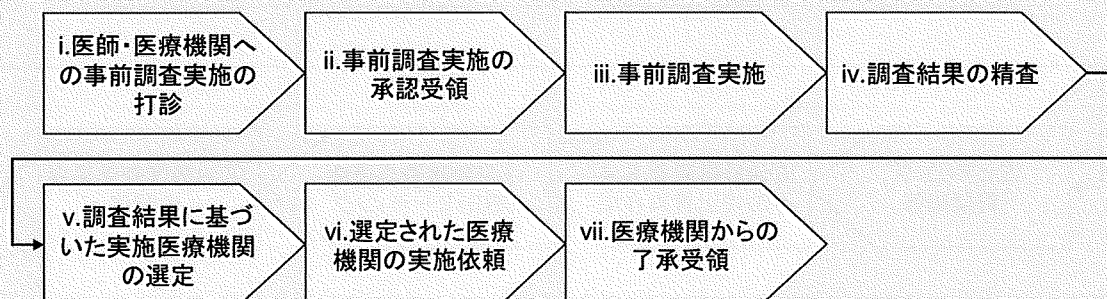 i.医師・医療機関へ
の事前調査実施の
打診
ii.事前調査実施の
承認受領
iii.事前調査実施
iv.調査結果の精査
v.調査結果に基づ
いた実施医療機関
の選定
vi.選定された医療
機関の実施依頼
vii.医療機関からの
了承受領